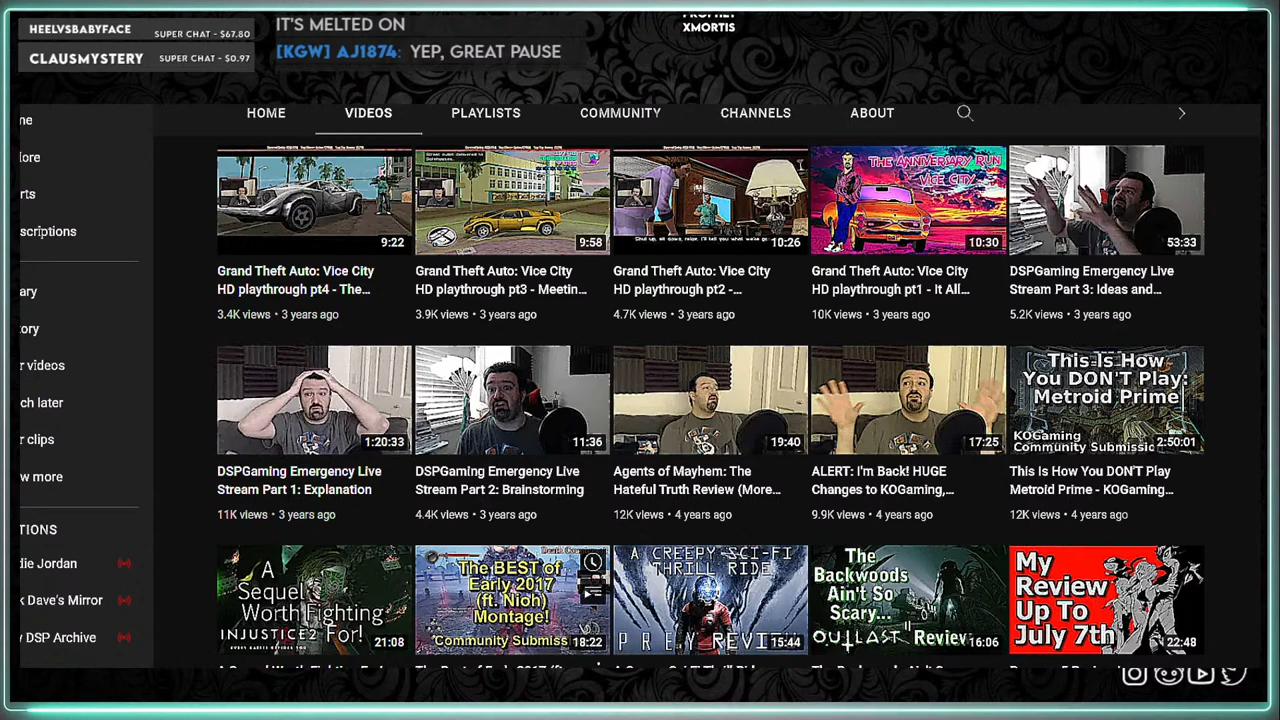 HEELVSBABYFACE SUPER CHAT - $67.80
CLAUSMYSTERY SUPER CHAT - $0.97
IT'S MELTED ON
[KGW] AJ1874: YEP, GREAT PAUSE
XMORTIS
HOME VIDEOS PLAYLISTS COMMUNITY CHANNELS ABOUT
ne
lore
rts
scriptions
ary
ory
r videos
ch later
r clips
w more
TIONS
die Jordan
k Dave's Mirror
y DSP Archive
9:22
9:58
10:26
THE ANNIVERSARY RUN
VICE CITY
10:30
53:33
Grand Theft Auto: Vice City
HD playthrough pt4 - The...
3.4K views • 3 years ago
Grand Theft Auto: Vice City
HD playthrough pt3 - Meetin...
3.9K views • 3 years ago
Grand Theft Auto: Vice City
HD playthrough pt2 -...
4.7K views • 3 years ago
Grand Theft Auto: Vice City
HD playthrough pt1 - It All...
10K views • 3 years ago
DSPGaming Emergency Live
Stream Part 3: Ideas and...
5.2K views • 3 years ago
1:20:33
11:36
19:40
17:25
This Is How
You DON'T Play:
Metroid Prime
KOGaming
Community Submissio
2:50:01
DSPGaming Emergency Live
Stream Part 1: Explanation
11K views • 3 years ago
DSPGaming Emergency Live
Stream Part 2: Brainstorming
4.4K views • 3 years ago
Agents of Mayhem: The
Hateful Truth Review (More...
12K views • 4 years ago
ALERT: I'm Back! HUGE
Changes to KOGaming,...
9.9K views • 4 years ago
This Is How You DON'T Play
Metroid Prime - KOGaming...
12K views • 4 years ago
A
Sequel
Worth Fighting
INJUSTICE2 For!
21:08
The BEST of
Early 2017
(ft. Nioh)
Montage!
Community Submiss
18:22
A CREEPY SCI-FI
THRILL RIDE
PREY REVI
15:44
The
Backwoods
Ain't So
Scary...
OUTLAST II Review
16:06
My
Review
Up To
July 7th
22:48